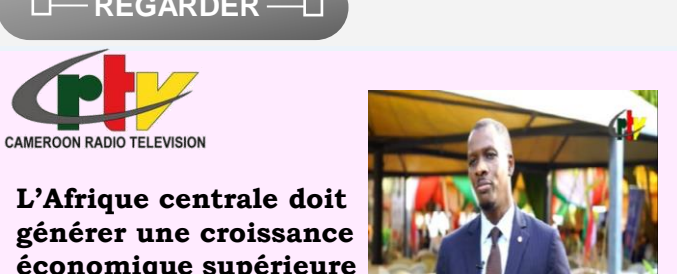 REGARDER
crtv
CAMEROON RADIO TELEVISION
L’Afrique centrale doit
générer une croissance
économique supérieure